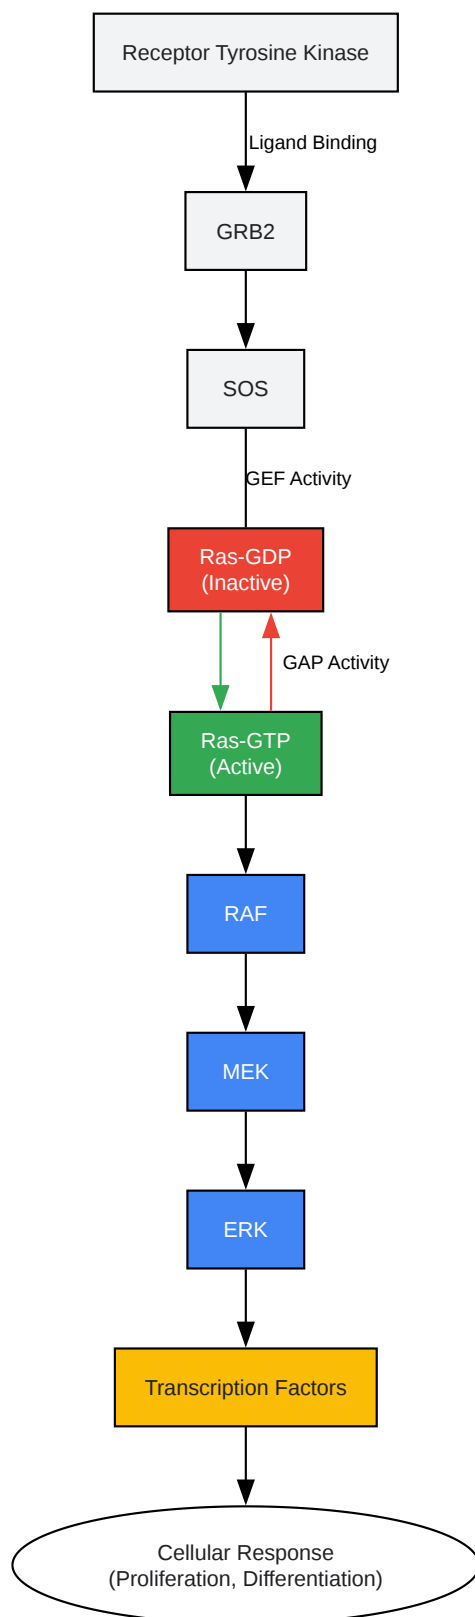 Receptor Tyrosine Kinase
Ligand Binding
GRB2
SOS
GEF Activity
Ras-GDP
(Inactive)
GAP Activity
Ras-GTP
(Active)
RAF
MEK
ERK
Transcription Factors
Cellular Response
(Proliferation, Differentiation)